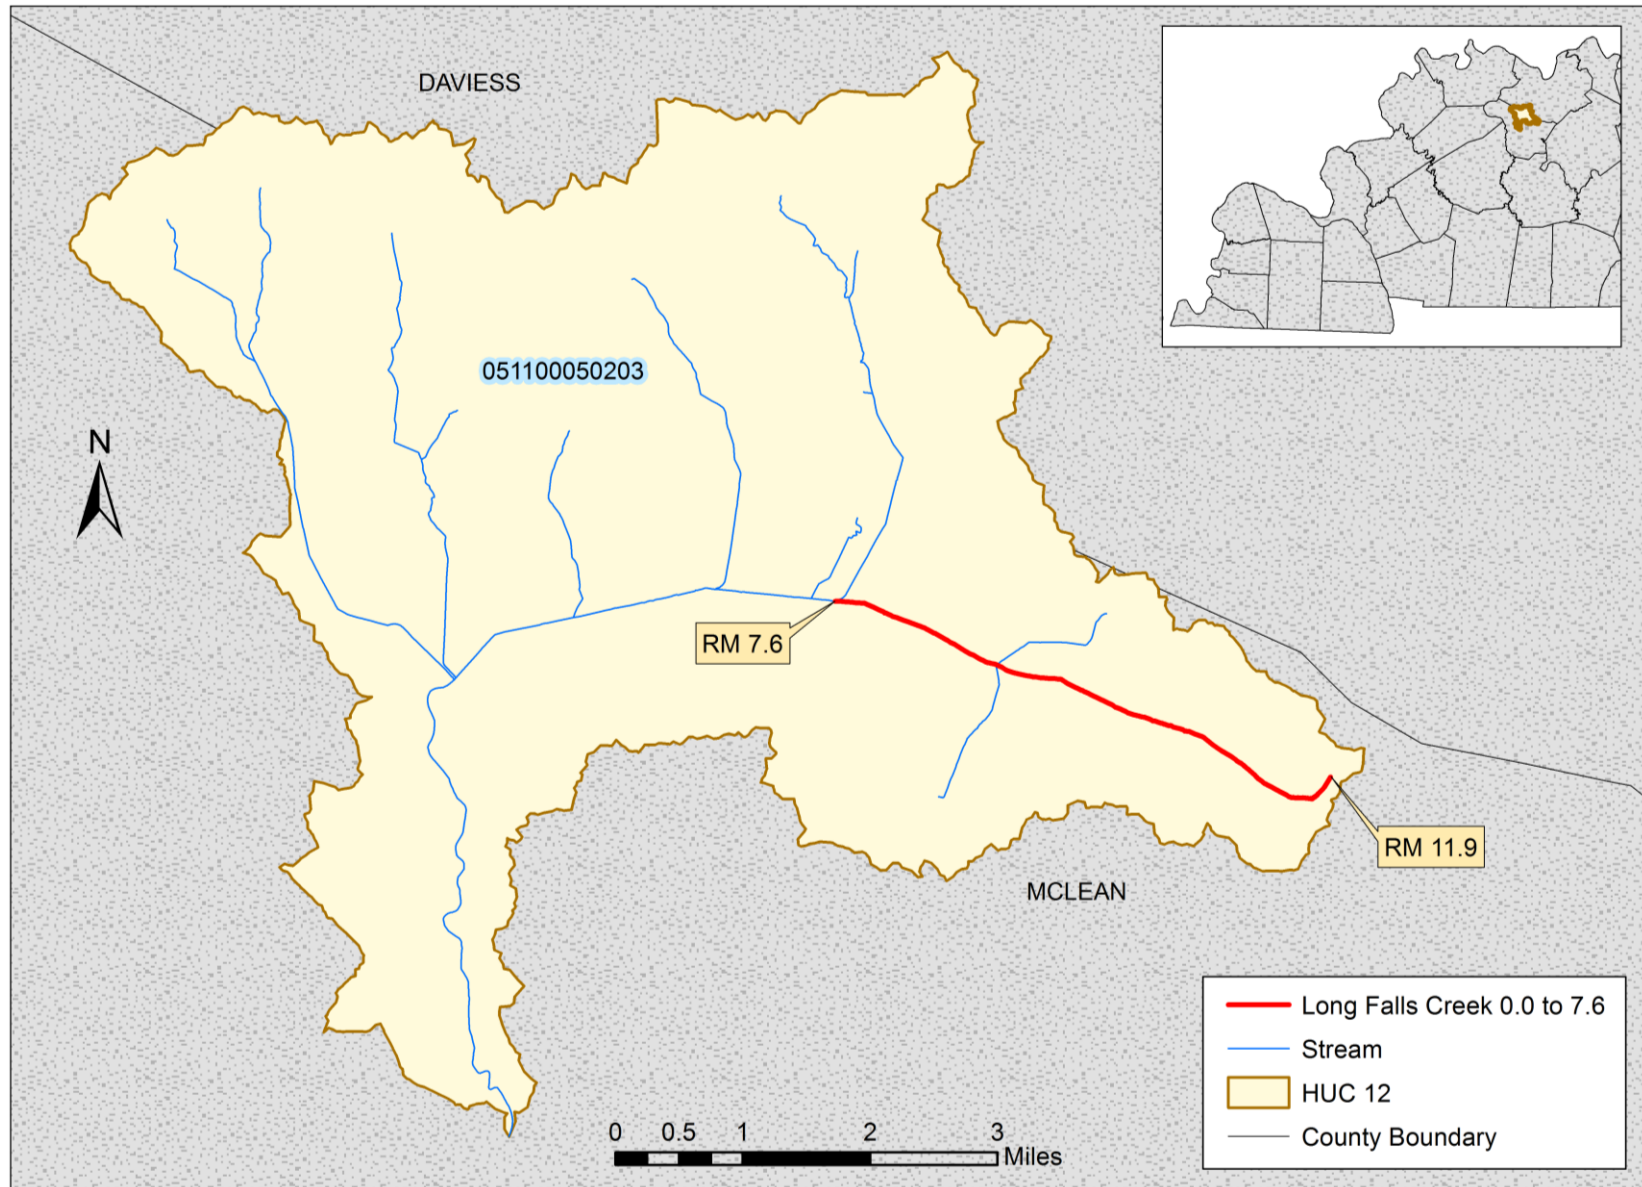 DAVIESS
051100050203
N
RM 7.6
RM 11.9
MCLEAN
0 0.5 1 2 3
Miles
Long Falls Creek 0.0 to 7.6
Stream
HUC 12
County Boundary